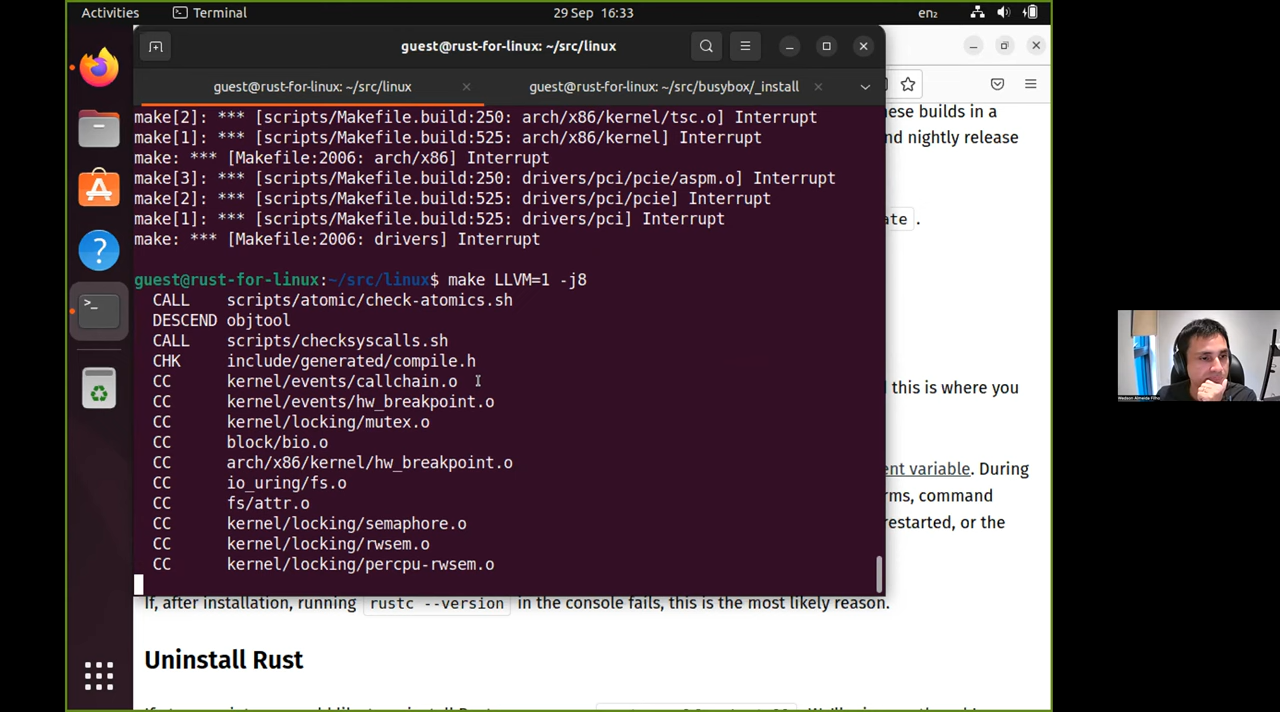 Activities
Terminal
29 Sep 16:33
en₂
guest@rust-for-linux: ~/src/linux
guest@rust-for-linux: ~/src/linux
guest@rust-for-linux: ~/src/busybox/_install
make[2]: *** [scripts/Makefile.build:250: arch/x86/kernel/tsc.o] Interrupt
make[1]: *** [scripts/Makefile.build:525: arch/x86/kernel] Interrupt
make: *** [Makefile:2006: arch/x86] Interrupt
make[3]: *** [scripts/Makefile.build:250: drivers/pci/pcie/aspm.o] Interrupt
make[2]: *** [scripts/Makefile.build:525: drivers/pci/pcie] Interrupt
make[1]: *** [scripts/Makefile.build:525: drivers/pci] Interrupt
make: *** [Makefile:2006: drivers] Interrupt
guest@rust-for-linux:~/src/linux$ make LLVM=1 -j8
CALL scripts/atomic/check-atomics.sh
DESCEND objtool
CALL scripts/checksyscalls.sh
CHK include/generated/compile.h
CC kernel/events/callchain.o
CC kernel/events/hw_breakpoint.o
CC kernel/locking/mutex.o
CC block/bio.o
CC arch/x86/kernel/hw_breakpoint.o
CC io_uring/fs.o
CC fs/attr.o
CC kernel/locking/semaphore.o
CC kernel/locking/rwsem.o
CC kernel/locking/percpu-rwsem.o
builds in a
nd nightly release
ate .
this is where you
ent variable. During
rms, command
restarted, or the
If, after installation, running rustc --version in the console fails, this is the most likely reason.
Uninstall Rust
Wedson Almeida Filho